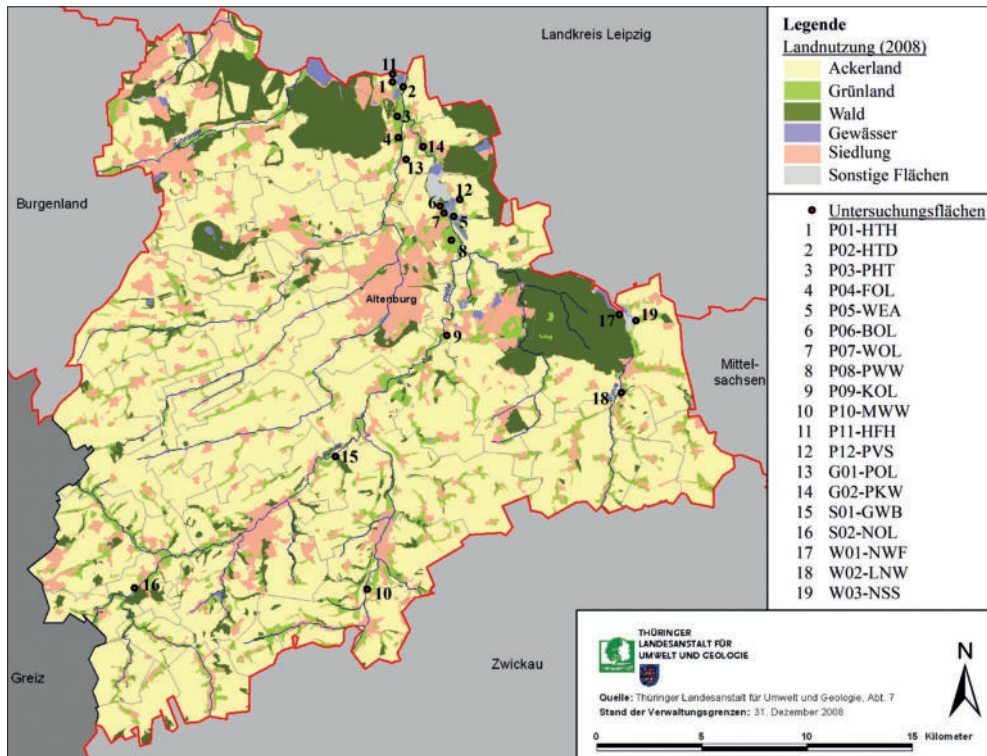 Landkreis Leipzig
Burgenland
Altenburg
Mittel-
sachsen
Zwickau
Greiz
11
1
2
3
4
14
13
12
6
7
5
8
9
17
19
18
15
16
10
Legende
Landnutzung (2008)
Ackerland
Grünland
Wald
Gewässer
Siedlung
Sonstige Flächen
Untersuchungsflächen
1 P01-HTH
2 P02-HTD
3 P03-PHT
4 P04-FOL
5 P05-WEA
6 P06-BOL
7 P07-WOL
8 P08-PWW
9 P09-KOL
10 P10-MWW
11 P11-HFH
12 P12-PVS
13 G01-POL
14 G02-PKW
15 S01-GWB
16 S02-NOL
17 W01-NWF
18 W02-LNW
19 W03-NSS
THÜRINGER
LANDESANSTALT FÜR
UMWELT UND GEOLOGIE
N
Quelle: Thüringer Landesanstalt für Umwelt und Geologie, Abt. 7
Stand der Verwaltungsgrenzen: 31. Dezember 2008
0 5 10 15 Kilometer